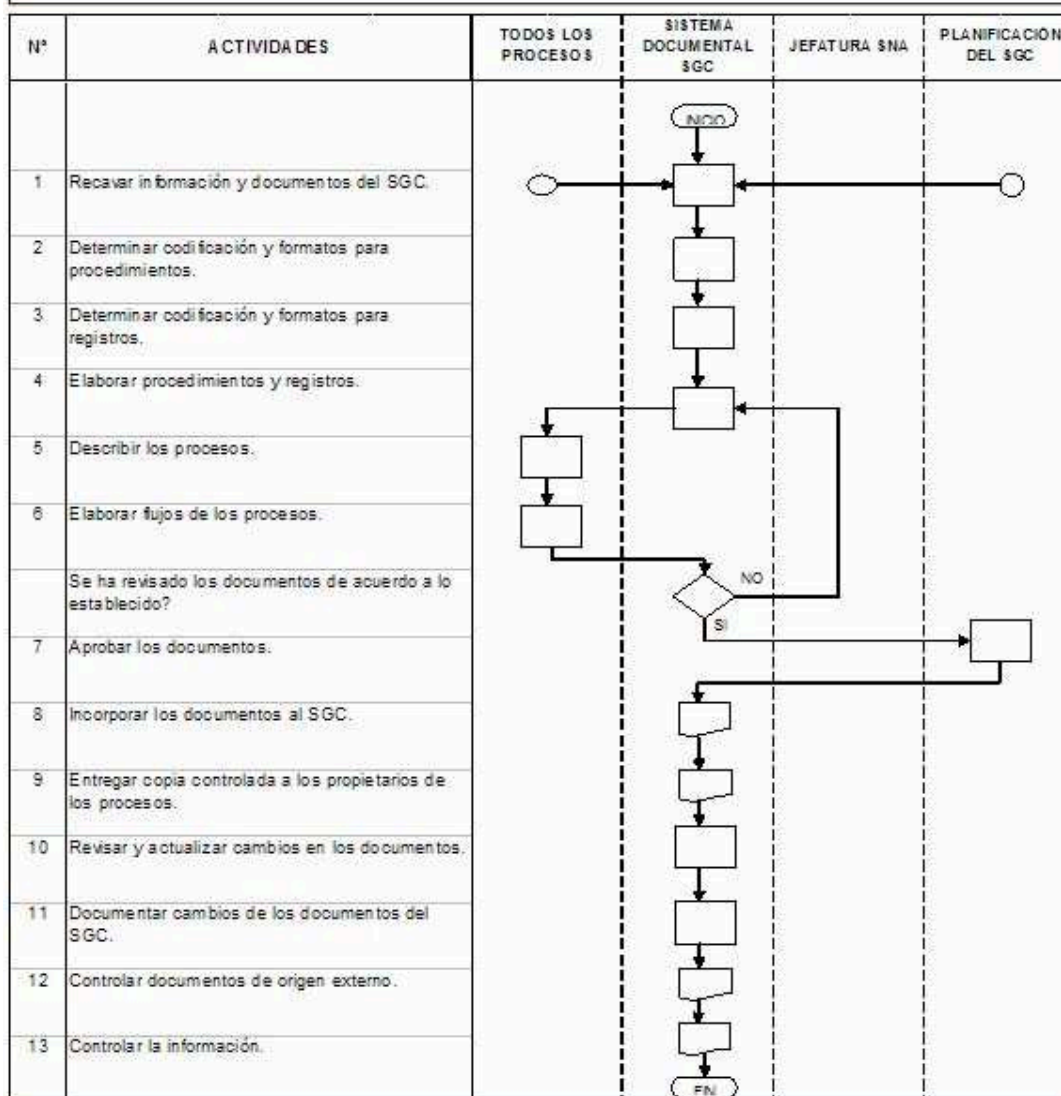 N° ACTIVIDADES TODOS LOS PROCESOS SISTEMA DOCUMENTAL SGC JEFATURA SNA PLANIFICACIÓN DEL SGC
INICIO
1 Recavar información y documentos del SGC.
2 Determinar codificación y formatos para
procedimientos.
3 Determinar codificación y formatos para
registros.
4 Elaborar procedimientos y registros.
5 Describir los procesos.
6 Elaborar flujos de los procesos.
Se ha revisado los documentos de acuerdo a lo
establecido?
NO
SI
7 Aprobar los documentos.
8 Incorporar los documentos al SGC.
9 Entregar copia controlada a los propietarios de
los procesos.
10 Revisar y actualizar cambios en los documentos.
11 Documentar cambios de los documentos del
SGC.
12 Controlar documentos de origen externo.
13 Controlar la información.